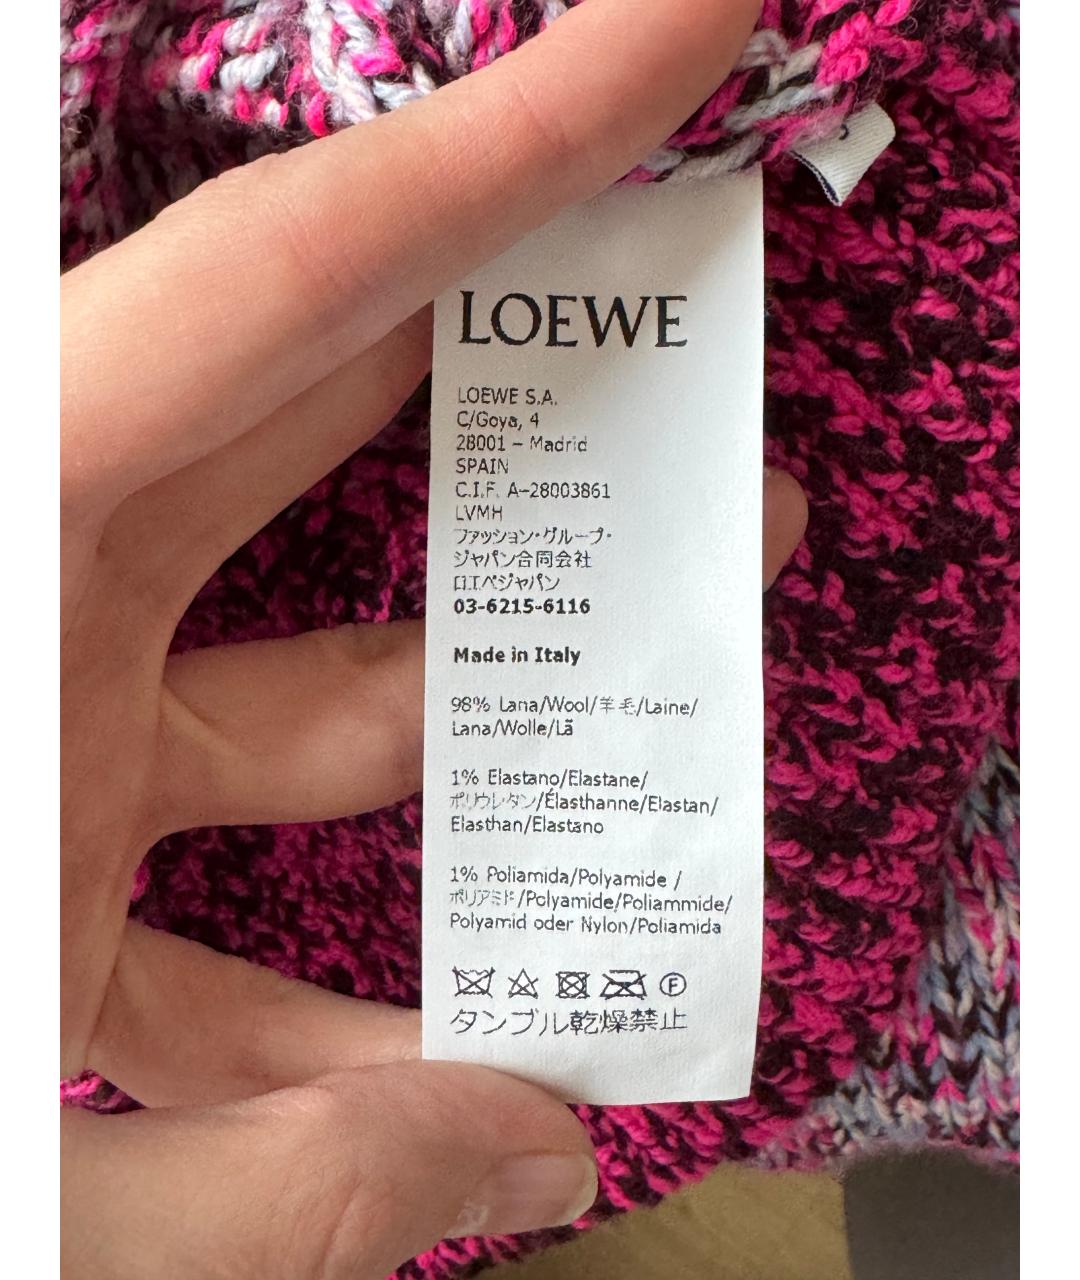 LOEWE
LOEWE S.A.
C/Goya, 4
28001 – Madrid
SPAIN
C.I.F. A-28003861
LVMH
ファッション・グループ・
ジャパン合同会社
ロエベジャパン
03-6215-6116
Made in Italy
98% Lana/Wool/羊毛/Laine/
Lana/Wolle/Lã
1% Elastano/Elastane/
ポリウレタン/Élasthanne/Elastan/
Elasthan/Elastano
1% Poliamida/Polyamide /
ポリアミド/Polyamide/Poliammide/
Polyamid oder Nylon/Poliamida
F
タンブル乾燥禁止